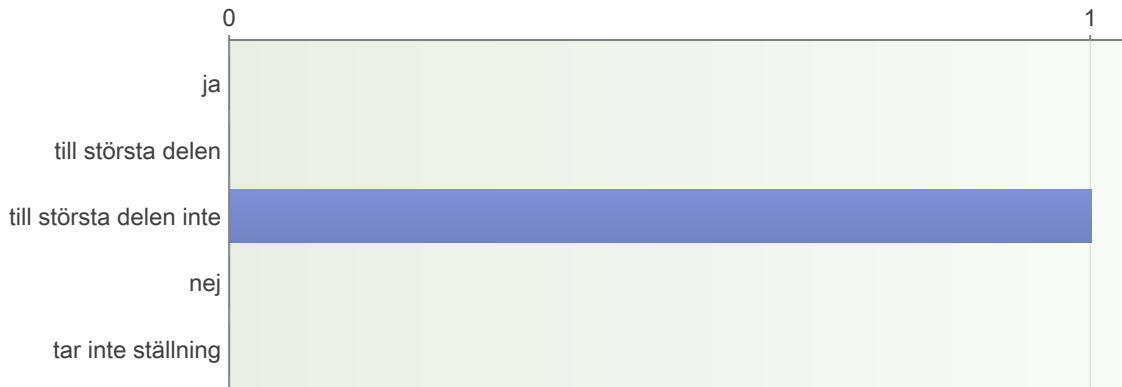 0 1
ja
till största delen
till största delen inte
nej
tar inte ställning